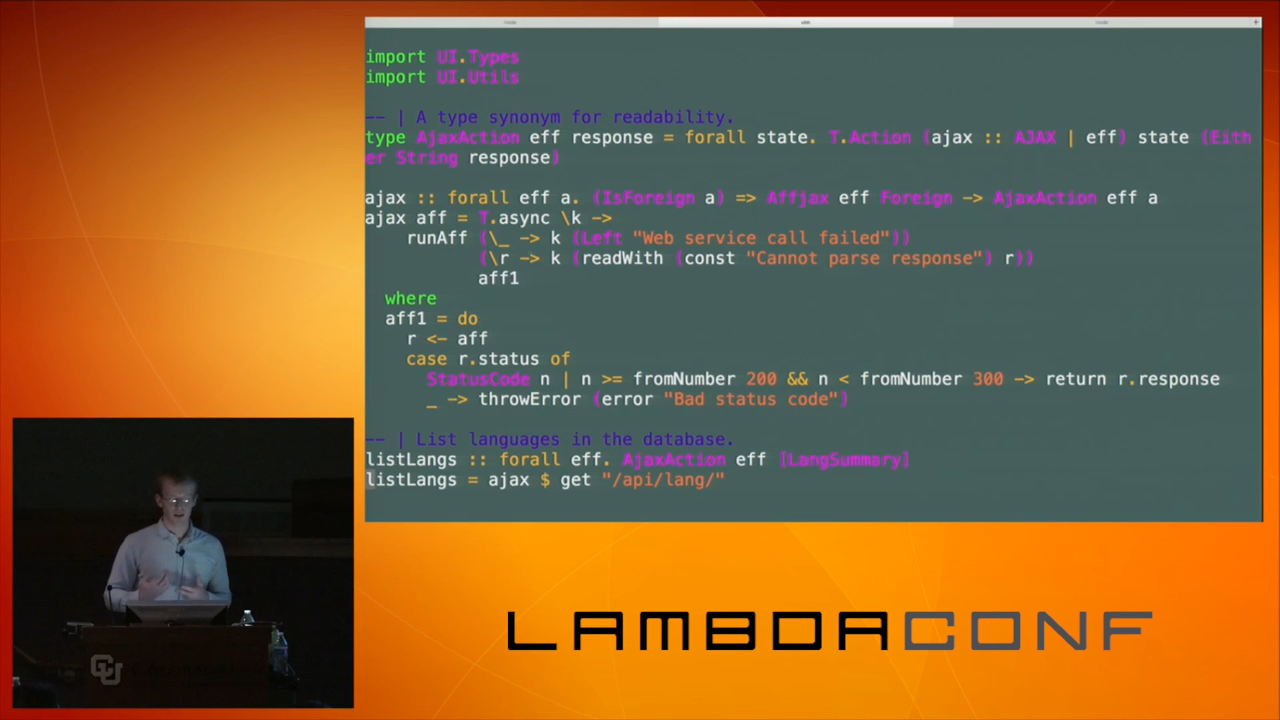 import UI.Types
import UI.Utils
-- | A type synonym for readability.
type AjaxAction eff response = forall state. T.Action (ajax :: AJAX | eff) state (Eith
er String response)
ajax :: forall eff a. (IsForeign a) => Affjax eff Foreign -> AjaxAction eff a
ajax aff = T.async \k ->
runAff (\_ -> k (Left "Web service call failed"))
(\r -> k (readWith (const "Cannot parse response") r))
aff1
where
aff1 = do
r <- aff
case r.status of
StatusCode n | n >= fromNumber 200 && n < fromNumber 300 -> return r.response
_ -> throwError (error "Bad status code")
-- | List languages in the database.
listLangs :: forall eff. AjaxAction eff [LangSummary]
listLangs = ajax $ get "/api/lang/"
LAMBDACONF
CU